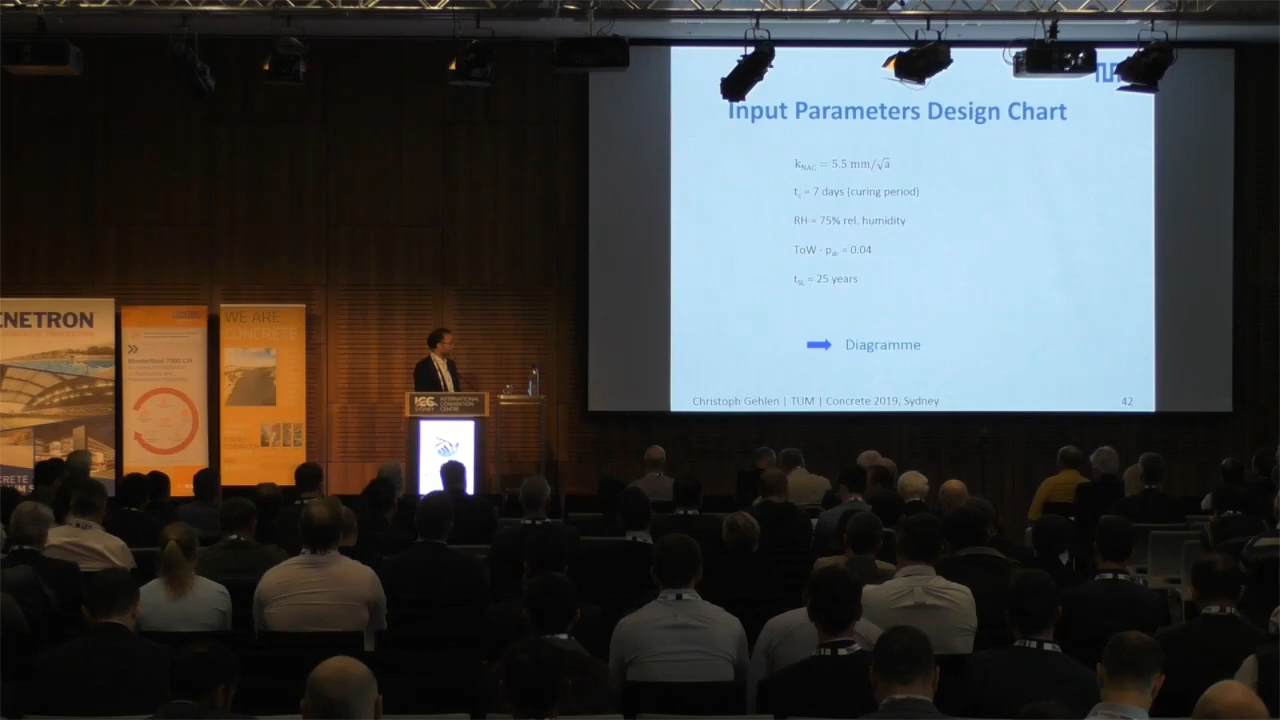 Input Parameters Design Chart
k_NAC = 5.5 mm/√a
t_c = 7 days (curing period)
RH = 75% rel. humidity
ToW - p_dr = 0.04
t_SL = 25 years
Diagramme
Christoph Gehlen | TUM | Concrete 2019, Sydney
42
ENETRON
WE ARE
CONCRETE
ICC
SYDNEY
INTERNATIONAL
CONVENTION
CENTRE